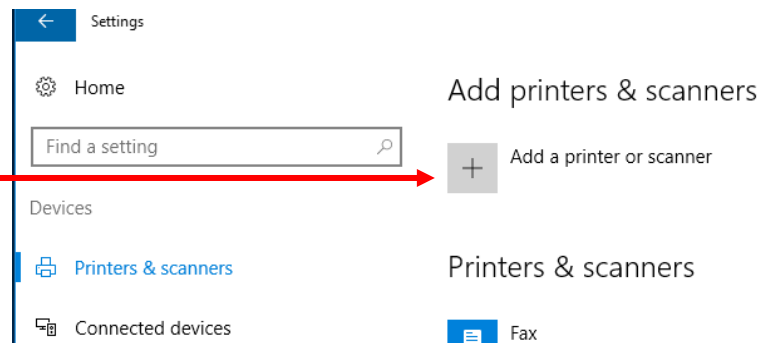 Settings
Home
Find a setting
Devices
Printers & scanners
Connected devices
Add printers & scanners
Add a printer or scanner
Printers & scanners
Fax